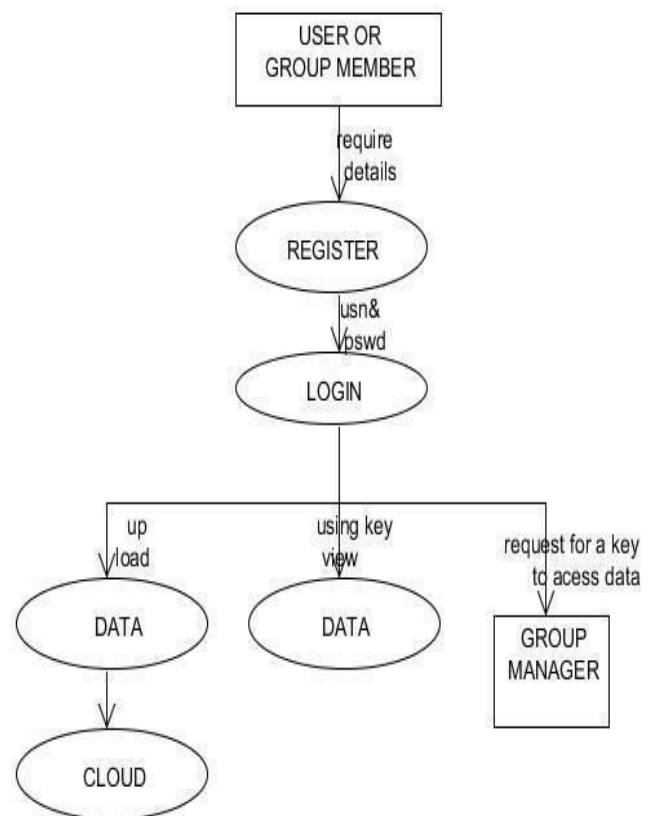 USER OR
GROUP MEMBER
require
details
REGISTER
usn&
pswd
LOGIN
up
load
using key
view
request for a key
to acess data
DATA
DATA
GROUP
MANAGER
CLOUD